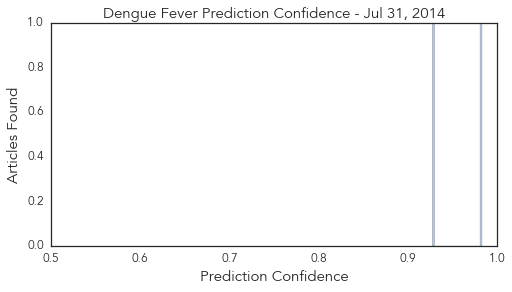 Dengue Fever Prediction Confidence - Jul 31, 2014
1.0
0.8
0.6
0.4
0.2
0.0
Articles Found
0.5 0.6 0.7 0.8 0.9 1.0
Prediction Confidence